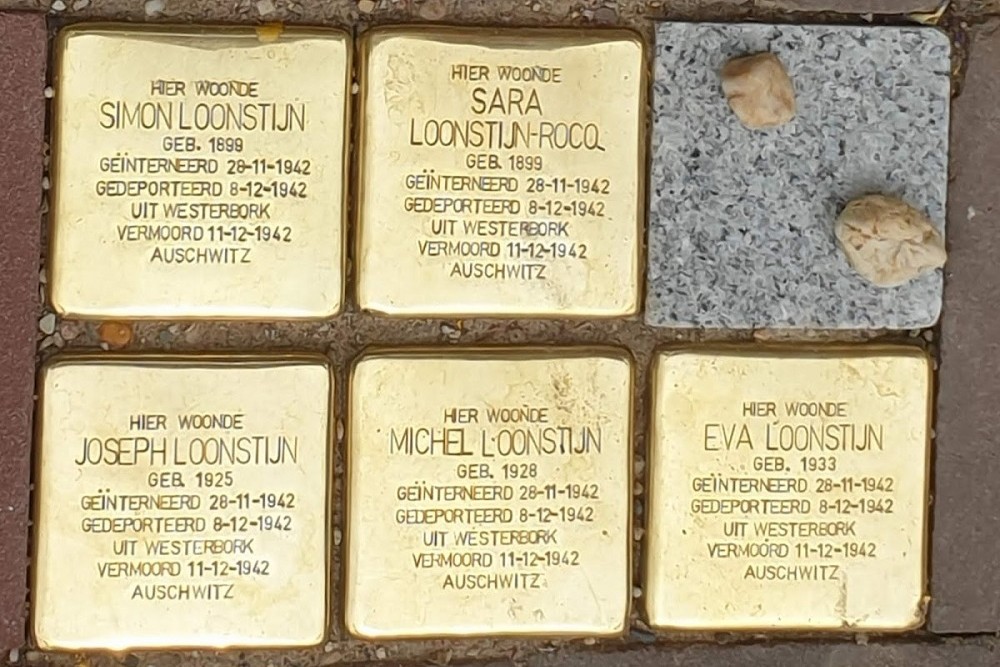 HIER WOONDE
SIMON LOONSTIJN
GEB. 1899
GEÏNTERNEERD 28-11-1942
GEDEPORTEERD 8-12-1942
UIT WESTERBORK
VERMOORD 11-12-1942
AUSCHWITZ
HIER WOONDE
SARA
LOONSTIJN-ROCQ
GEB. 1899
GEÏNTERNEERD 28-11-1942
GEDEPORTEERD 8-12-1942
UIT WESTERBORK
VERMOORD 11-12-1942
AUSCHWITZ
HIER WOONDE
JOSEPH LOONSTIJN
GEB. 1925
GEÏNTERNEERD 28-11-1942
GEDEPORTEERD 8-12-1942
UIT WESTERBORK
VERMOORD 11-12-1942
AUSCHWITZ
HIER WOONDE
MICHEL LOONSTIJN
GEB. 1928
GEÏNTERNEERD 28-11-1942
GEDEPORTEERD 8-12-1942
UIT WESTERBORK
VERMOORD 11-12-1942
AUSCHWITZ
HIER WOONDE
EVA LOONSTIJN
GEB. 1933
GEÏNTERNEERD 28-11-1942
GEDEPORTEERD 8-12-1942
UIT WESTERBORK
VERMOORD 11-12-1942
AUSCHWITZ